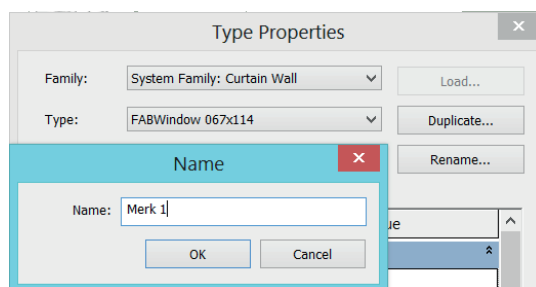 Type Properties
Family: System Family: Curtain Wall Load...
Type: FABWindow 067x114 Duplicate...
Name Rename...
Name: Merk 1
OK Cancel